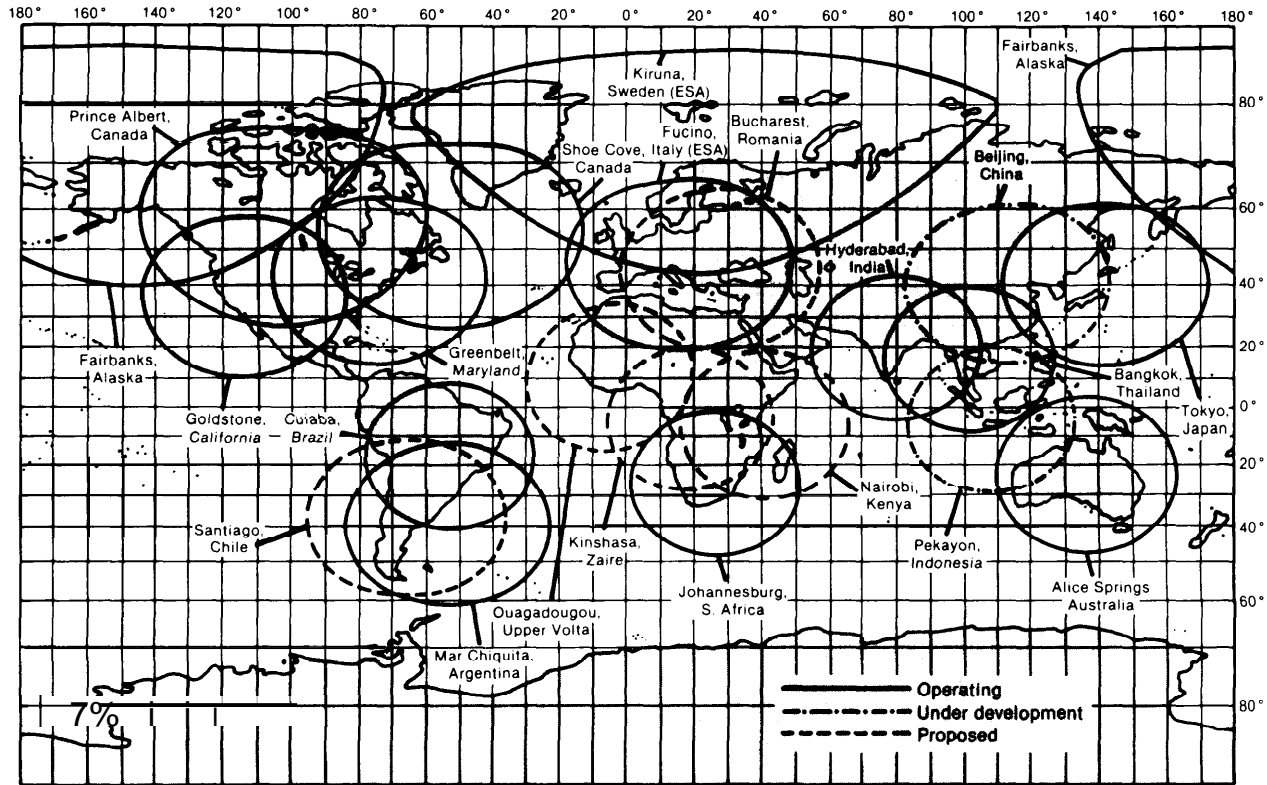 180° 160 140 120 100 80 60 40 20 0° 20 40 60 80 100 120 140 160 180°
Fairbanks,
Alaska
Kiruna,
Sweden (ESA)
80°
Prince Albert,
Canada
Bucharest,
Romania
Fucino,
Italy (ESA)
Shoe Cove,
Canada
Beijing,
China
60°
Hyderabad,
India
40°
20°
Fairbanks,
Alaska
Greenbelt,
Maryland
Bangkok,
Thailand
0°
Goldstone,
California
Cuiaba,
Brazil
Tokyo,
Japan
20°
Nairobi,
Kenya
Santiago,
Chile
40°
Kinshasa,
Zaire
Pekayon,
Indonesia
Johannesburg,
S. Africa
Alice Springs
Australia
60°
Ouagadougou,
Upper Volta
Mar Chiquita,
Argentina
Operating
80°
7%
Under development
Proposed